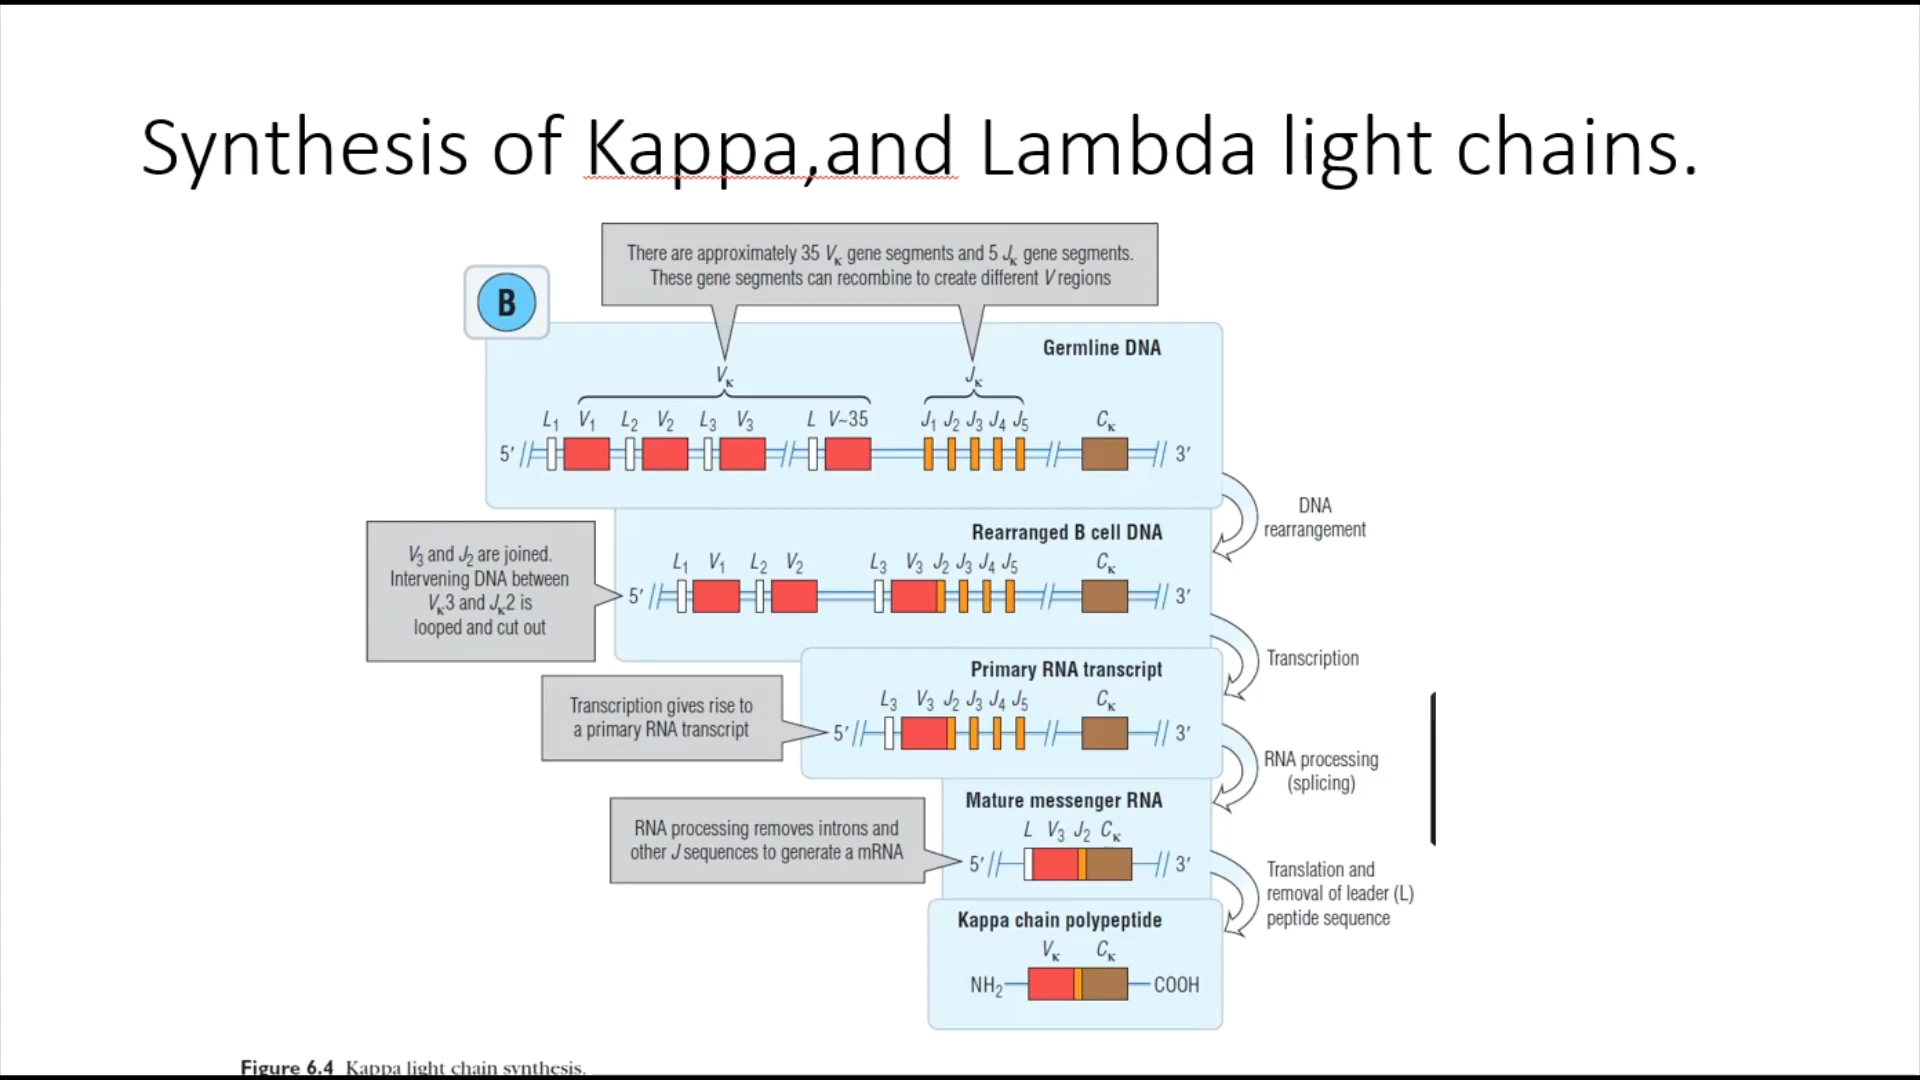 Synthesis of Kappa,and Lambda light chains.
There are approximately 35 Vκ gene segments and 5 Jκ gene segments.
These gene segments can recombine to create different V regions
B
Germline DNA
Vκ Jκ
L1 V1 L2 V2 L3 V3 L V~35 J1 J2 J3 J4 J5 Cκ
5′ 3′
DNA
rearrangement
Rearranged B cell DNA
V3 and J2 are joined.
Intervening DNA between
Vκ3 and Jκ2 is
looped and cut out
L1 V1 L2 V2 L3 V3 J2 J3 J4 J5 Cκ
5′ 3′
Transcription
Primary RNA transcript
Transcription gives rise to
a primary RNA transcript
L3 V3 J2 J3 J4 J5 Cκ
5′ 3′
RNA processing
(splicing)
Mature messenger RNA
RNA processing removes introns and
other J sequences to generate a mRNA
L V3 J2 Cκ
5′ 3′
Translation and
removal of leader (L)
peptide sequence
Kappa chain polypeptide
Vκ Cκ
NH2 COOH
Figure 6.4 Kappa light chain synthesis.